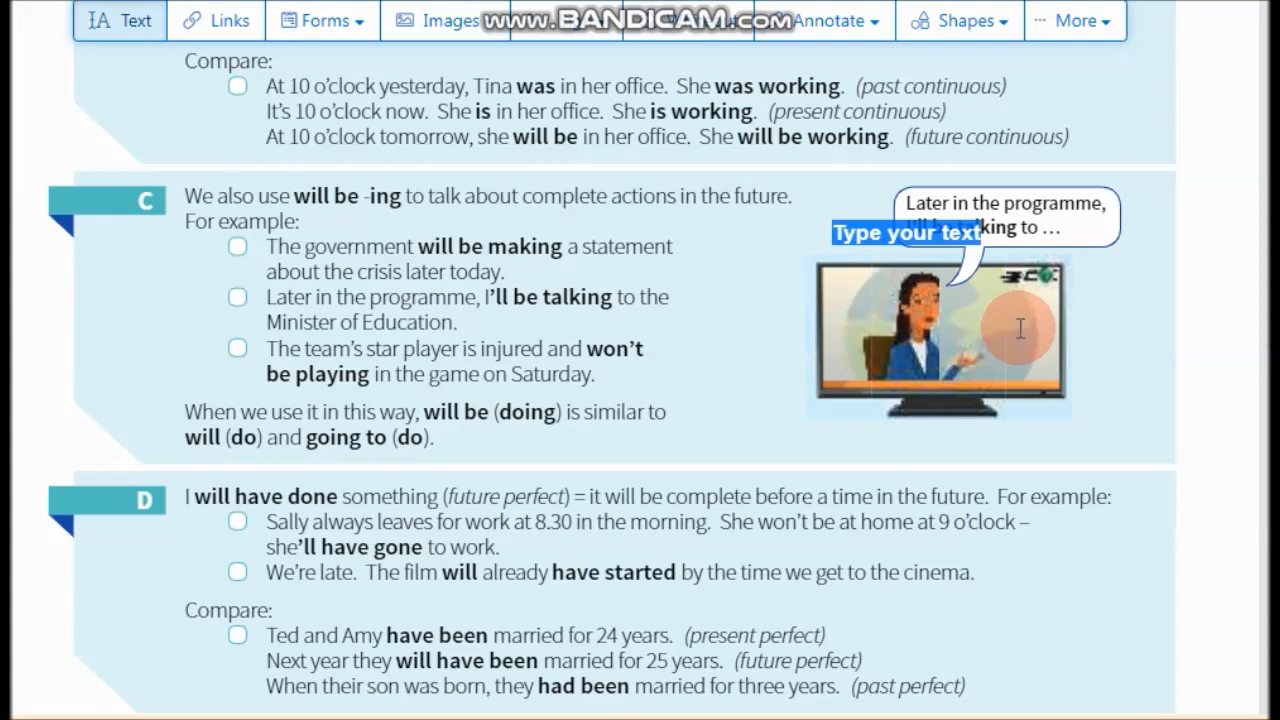 Text Links Forms Images Annotate Shapes More
www.BANDICAM.com
Compare:
At 10 o’clock yesterday, Tina was in her office. She was working. (past continuous)
It’s 10 o’clock now. She is in her office. She is working. (present continuous)
At 10 o’clock tomorrow, she will be in her office. She will be working. (future continuous)
C
We also use will be -ing to talk about complete actions in the future.
For example:
The government will be making a statement
about the crisis later today.
Later in the programme, I’ll be talking to the
Minister of Education.
The team’s star player is injured and won’t
be playing in the game on Saturday.
When we use it in this way, will be (doing) is similar to
will (do) and going to (do).
Later in the programme,
Type your text
king to …
D
I will have done something (future perfect) = it will be complete before a time in the future. For example:
Sally always leaves for work at 8.30 in the morning. She won’t be at home at 9 o’clock –
she’ll have gone to work.
We’re late. The film will already have started by the time we get to the cinema.
Compare:
Ted and Amy have been married for 24 years. (present perfect)
Next year they will have been married for 25 years. (future perfect)
When their son was born, they had been married for three years. (past perfect)